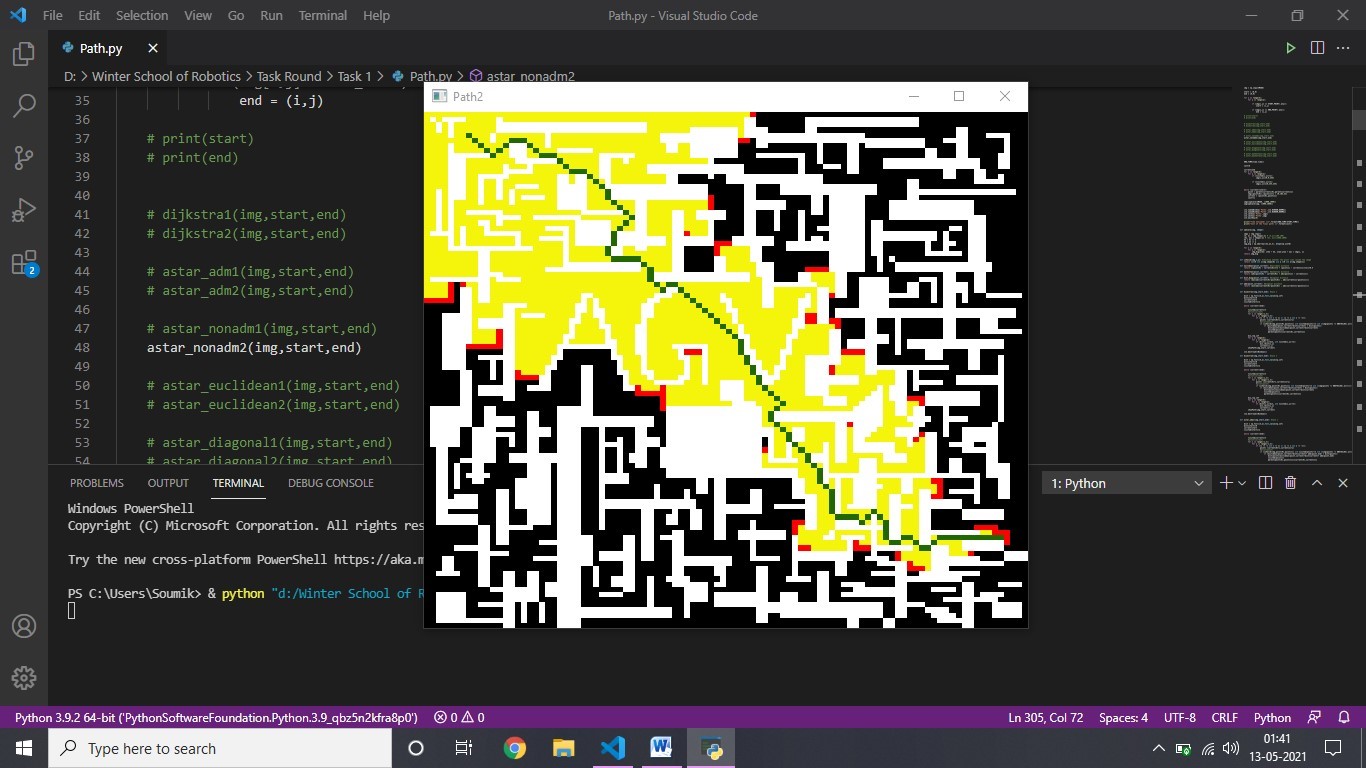 File Edit Selection View Go Run Terminal Help
Path.py - Visual Studio Code
Path.py
D: > Winter School of Robotics > Task Round > Task 1 > Path.py > astar_nonadm2
Path2
35 end = (i,j)
36
37 # print(start)
38 # print(end)
39
40
41 # dijkstra1(img,start,end)
42 # dijkstra2(img,start,end)
43
44 # astar_adm1(img,start,end)
45 # astar_adm2(img,start,end)
46
47 # astar_nonadm1(img,start,end)
48 astar_nonadm2(img,start,end)
49
50 # astar_euclidean1(img,start,end)
51 # astar_euclidean2(img,start,end)
52
53 # astar_diagonal1(img,start,end)
54 # astar_diagonal2(img,start,end)
2
PROBLEMS OUTPUT TERMINAL DEBUG CONSOLE
1: Python
Windows PowerShell
Copyright (C) Microsoft Corporation. All rights res
Try the new cross-platform PowerShell https://aka.m
PS C:\Users\Soumik> & python "d:/Winter School of R
Python 3.9.2 64-bit ('PythonSoftwareFoundation.Python.3.9_qbz5n2kfra8p0') 0 0
Ln 305, Col 72 Spaces: 4 UTF-8 CRLF Python
Type here to search
01:41
13-05-2021